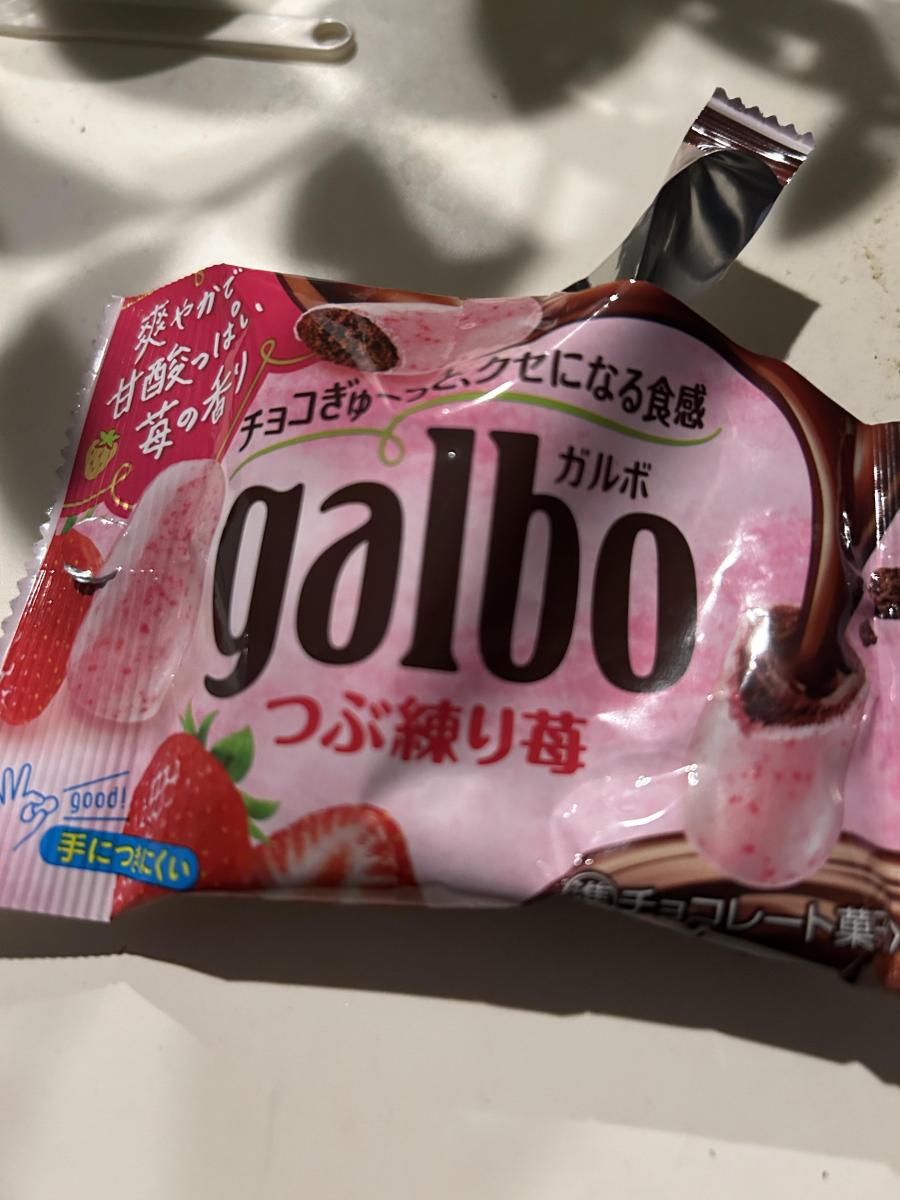 爽やかで
甘酸っぱい
苺の香り。
チョコぎゅ〜っと、クセになる食感
ガルボ
galbo
つぶ練り苺
good!
手につきにくい
準チョコレート菓